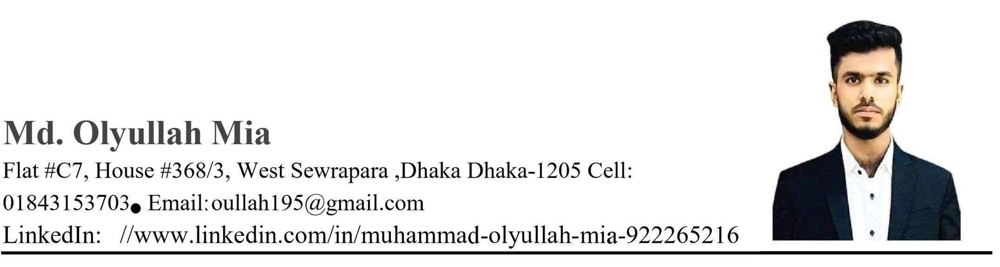 Md. Olyullah Mia
Flat #C7, House #368/3, West Sewrapara ,Dhaka Dhaka-1205 Cell:
01843153703● Email:oullah195@gmail.com
LinkedIn: //www.linkedin.com/in/muhammad-olyullah-mia-922265216